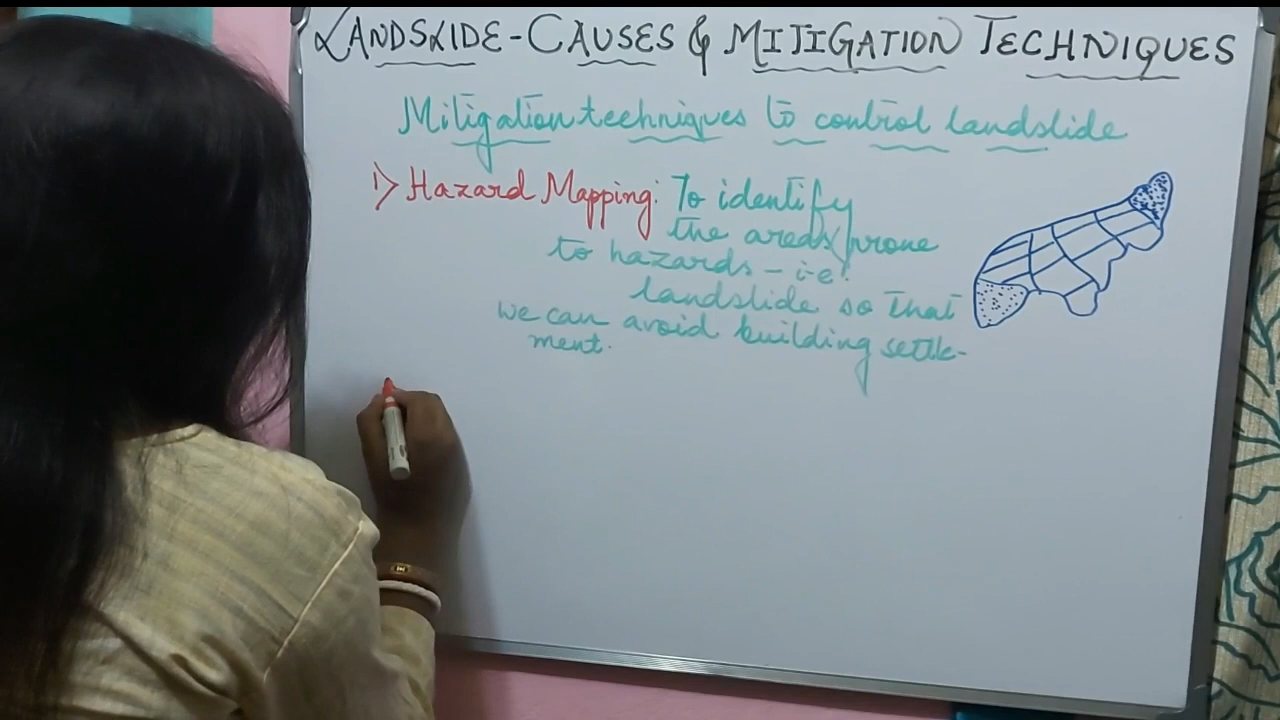 LANDSLIDE - CAUSES & MITIGATION TECHNIQUES
Mitigation techniques to control landslide
1) Hazard Mapping: To identify
the areas prone
to hazards - i.e.
landslide so that
we can avoid building settle-
ment.